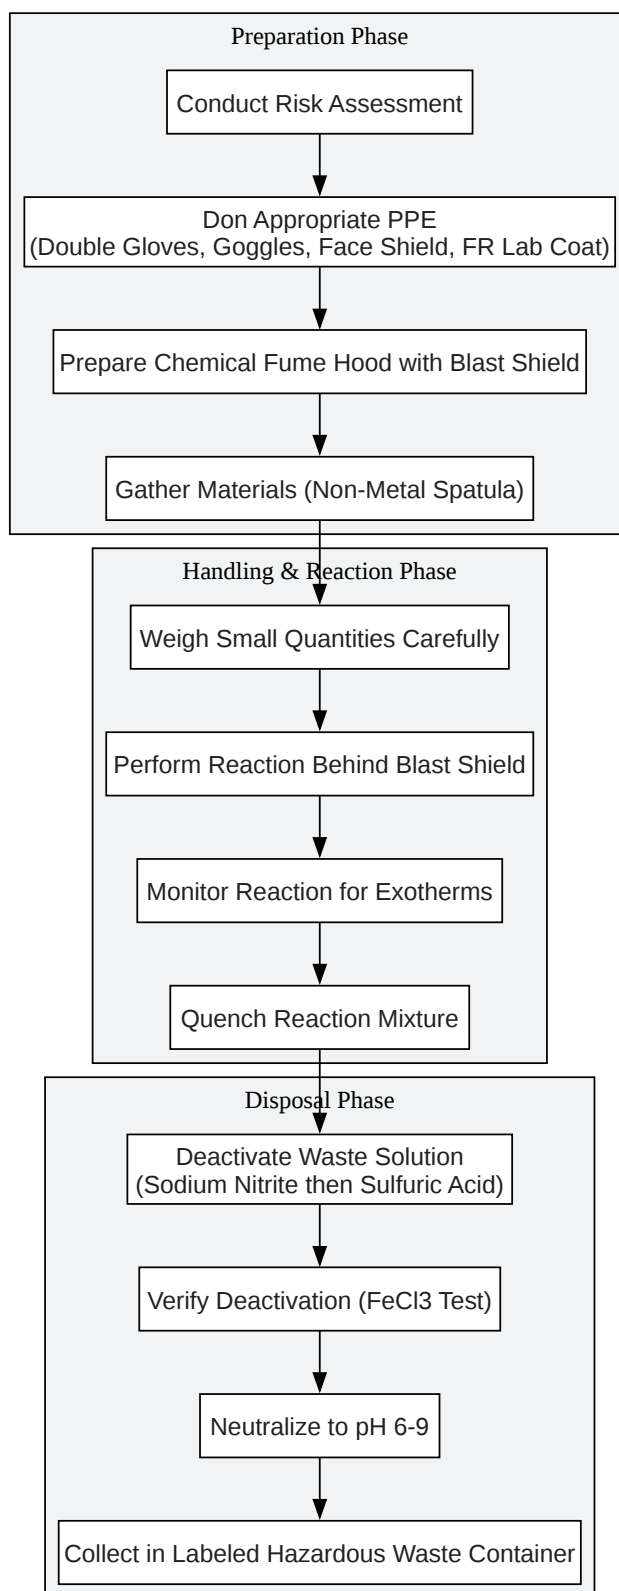 Preparation Phase
Conduct Risk Assessment
Don Appropriate PPE
(Double Gloves, Goggles, Face Shield, FR Lab Coat)
Prepare Chemical Fume Hood with Blast Shield
Gather Materials (Non-Metal Spatula)
Handling & Reaction Phase
Weigh Small Quantities Carefully
Perform Reaction Behind Blast Shield
Monitor Reaction for Exotherms
Quench Reaction Mixture
Disposal Phase
Deactivate Waste Solution
(Sodium Nitrite then Sulfuric Acid)
Verify Deactivation (FeCl3 Test)
Neutralize to pH 6-9
Collect in Labeled Hazardous Waste Container